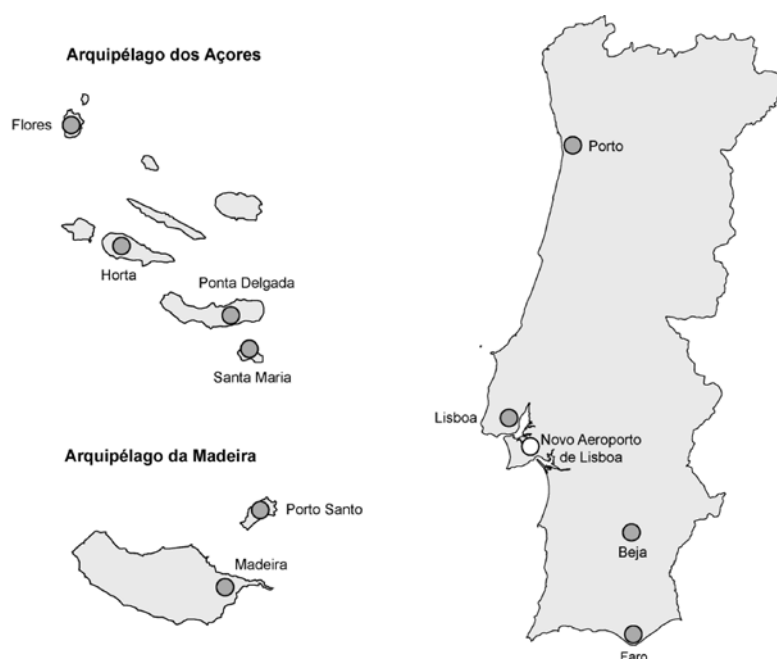 Arquipélago dos Açores
Flores
Horta
Ponta Delgada
Santa Maria
Arquipélago da Madeira
Porto Santo
Madeira
Porto
Lisboa
Novo Aeroporto
de Lisboa
Beja
Faro